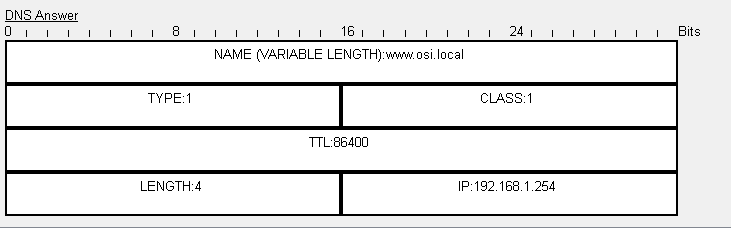 DNS Answer
0 8 16 24 Bits
NAME (VARIABLE LENGTH):www.osi.local
TYPE:1 CLASS:1
TTL:86400
LENGTH:4 IP:192.168.1.254